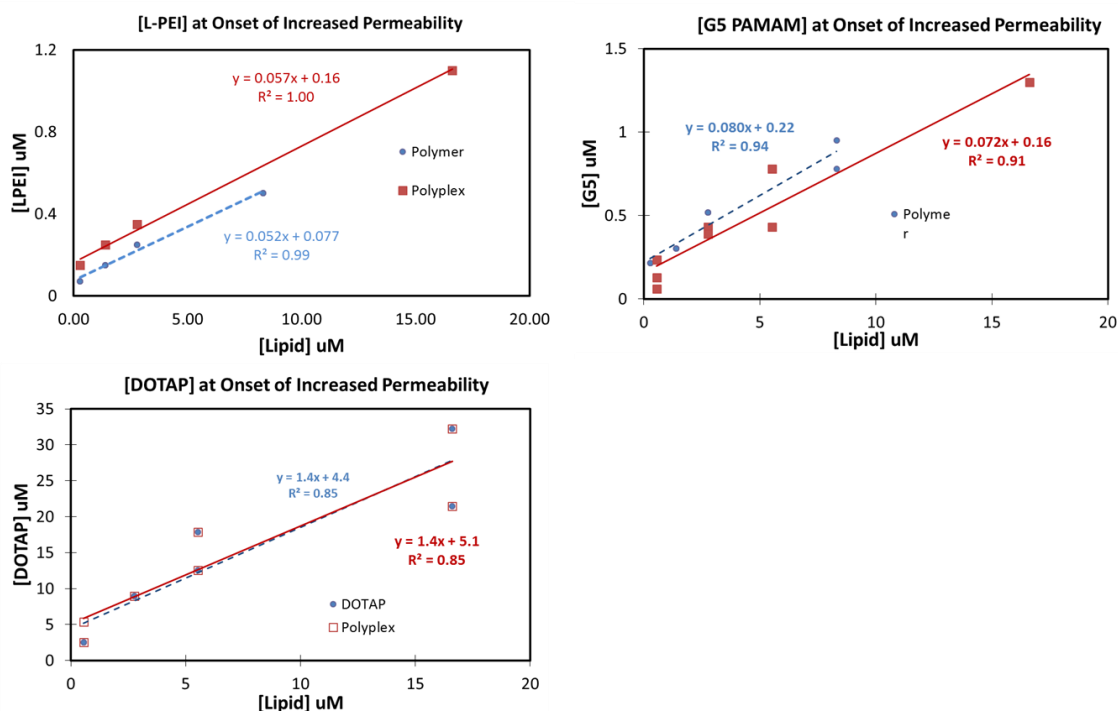 [L-PEI] at Onset of Increased Permeability
1.2
0.8
0.4
0
[LPEI] uM
y = 0.057x + 0.16
R² = 1.00
Polymer
Polyplex
y = 0.052x + 0.077
R² = 0.99
0.00 5.00 10.00 15.00 20.00
[Lipid] uM
[G5 PAMAM] at Onset of Increased Permeability
1.5
1
0.5
0
[G5] uM
y = 0.080x + 0.22
R² = 0.94
y = 0.072x + 0.16
R² = 0.91
Polyme
r
0 5 10 15 20
[Lipid] uM
[DOTAP] at Onset of Increased Permeability
35
30
25
20
15
10
5
0
[DOTAP] uM
y = 1.4x + 4.4
R² = 0.85
y = 1.4x + 5.1
R² = 0.85
DOTAP
Polyplex
0 5 10 15 20
[Lipid] uM